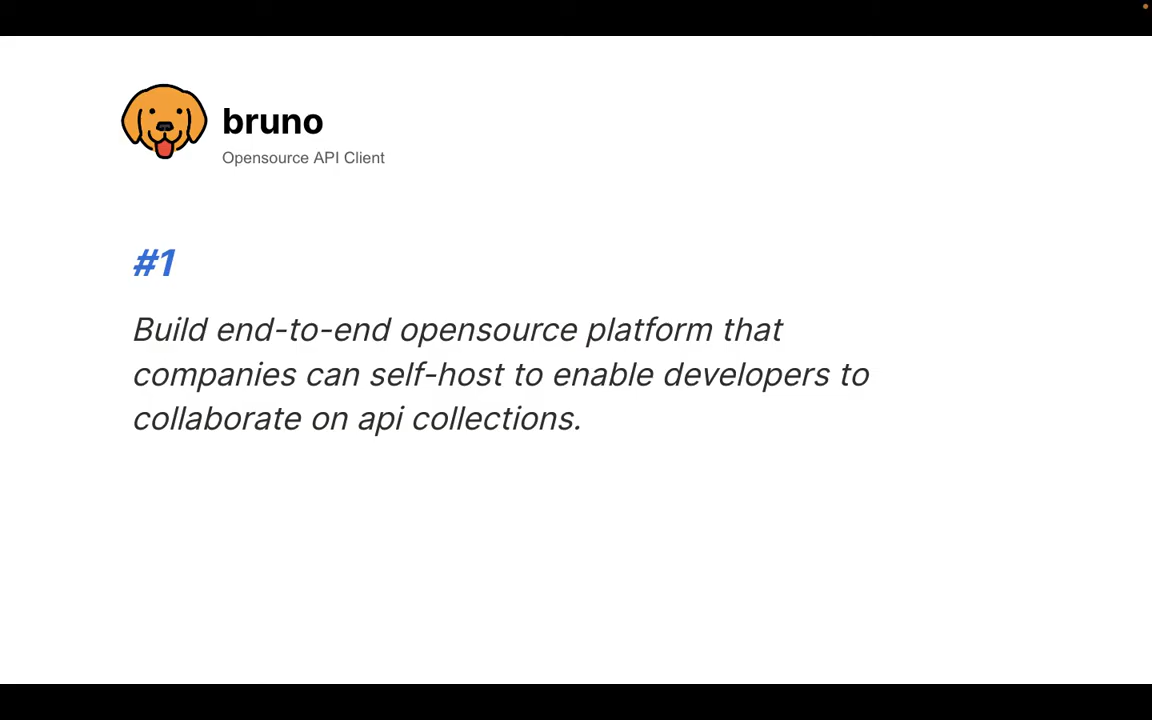 bruno
Opensource API Client
#1
Build end-to-end opensource platform that
companies can self-host to enable developers to
collaborate on api collections.